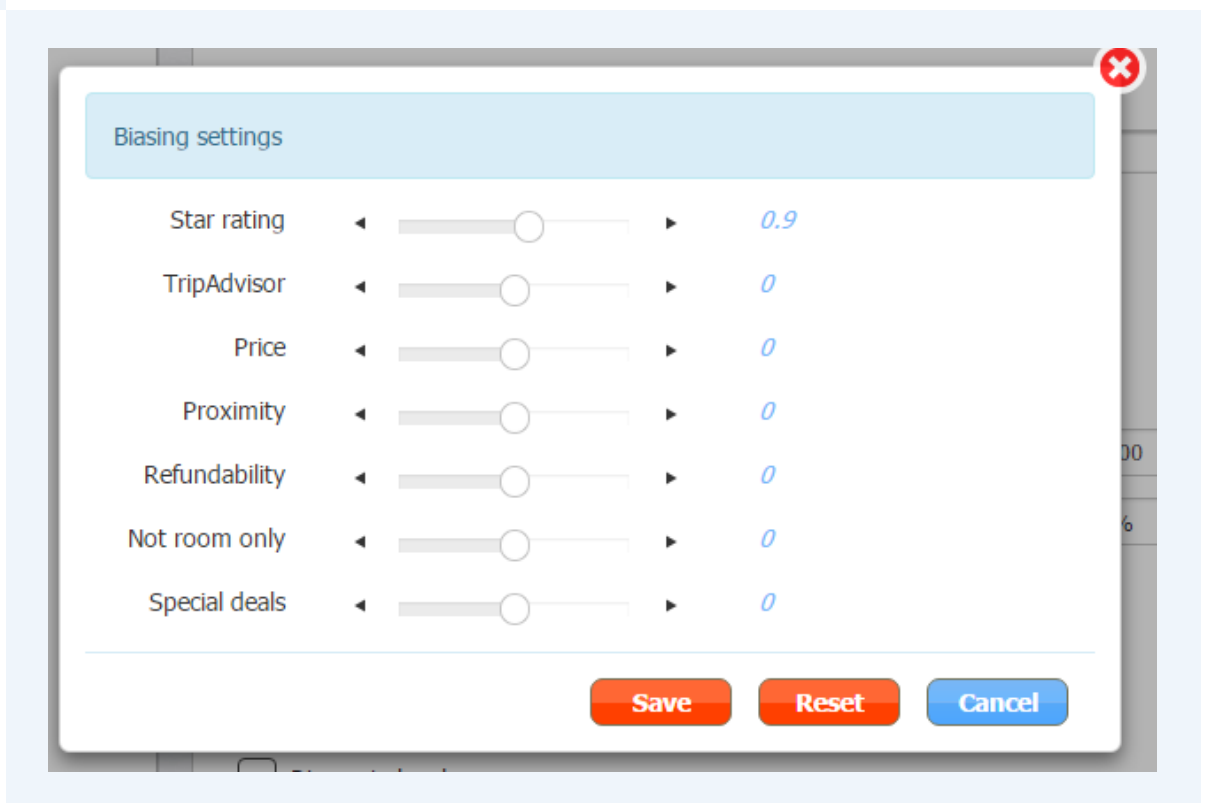 Biasing settings
Star rating 0.9
TripAdvisor 0
Price 0
Proximity 0
Refundability 0
00
Not room only 0
%
Special deals 0
Save Reset Cancel